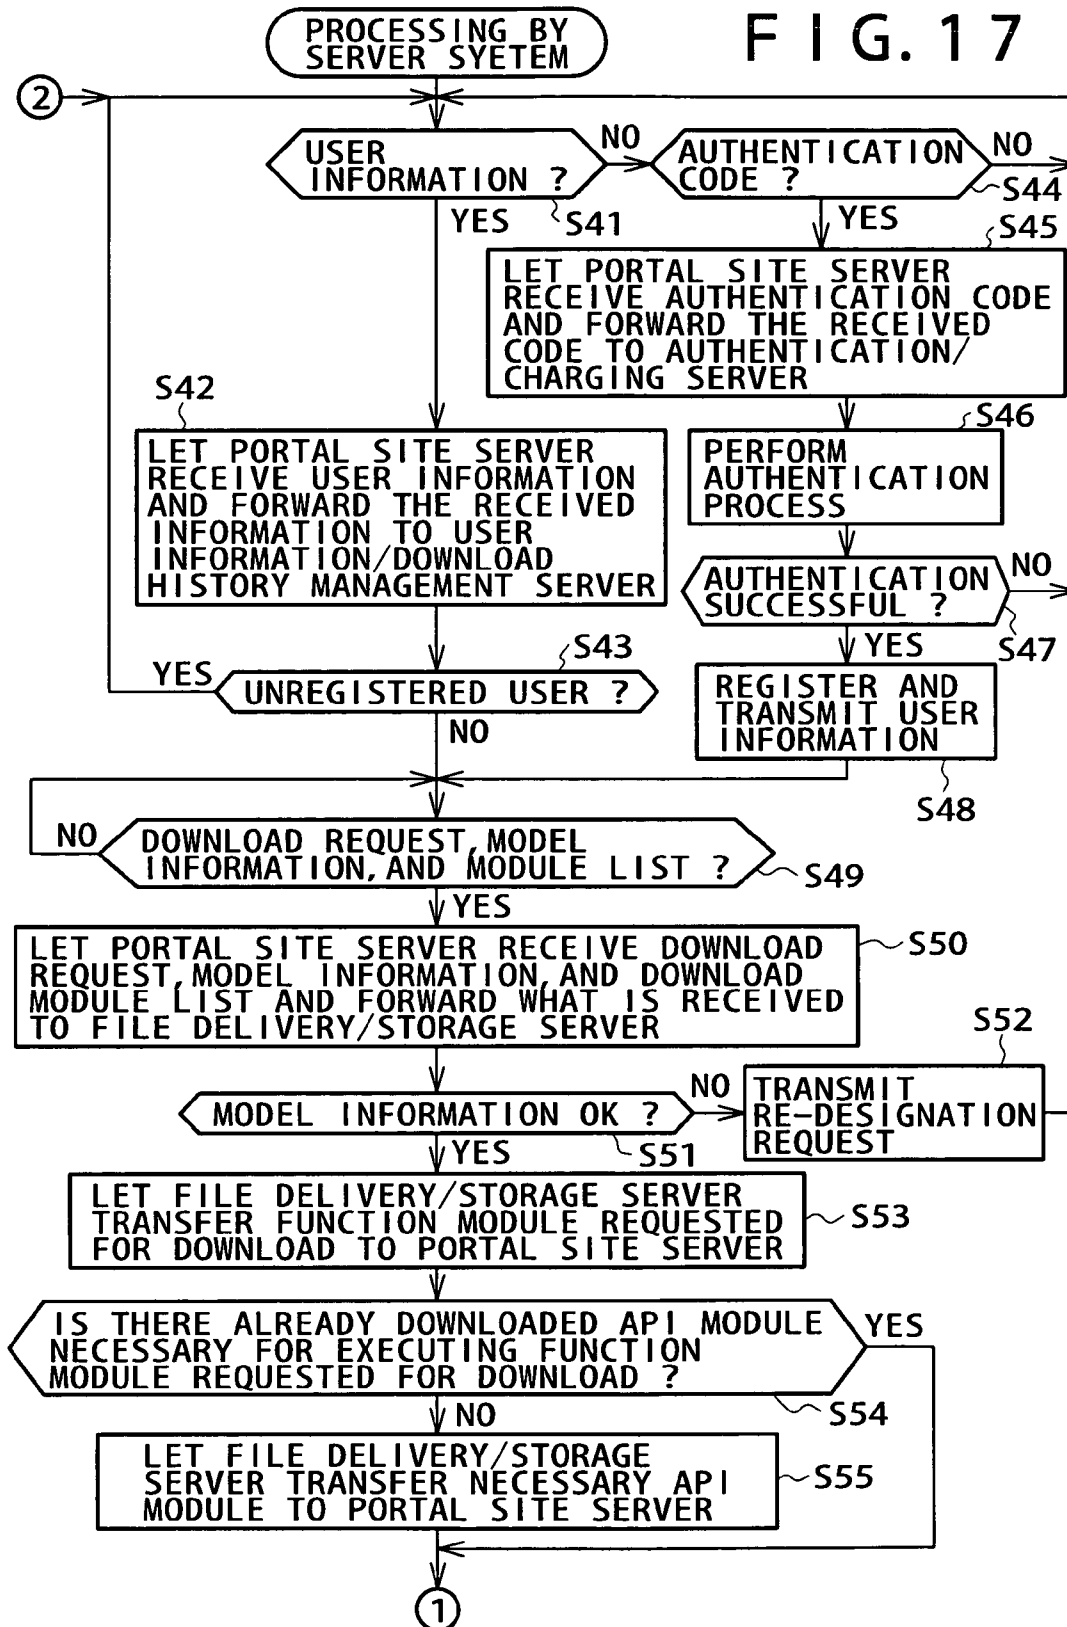 PROCESSING BY
SERVER SYETEM
F I G. 17
2
USER
INFORMATION ?
NO
AUTHENTICATION
CODE ?
NO
S44
S41
YES
YES
S45
LET PORTAL SITE SERVER
RECEIVE AUTHENTICATION CODE
AND FORWARD THE RECEIVED
CODE TO AUTHENTICATION/
CHARGING SERVER
S42
LET PORTAL SITE SERVER
RECEIVE USER INFORMATION
AND FORWARD THE RECEIVED
INFORMATION TO USER
INFORMATION/DOWNLOAD
HISTORY MANAGEMENT SERVER
S46
PERFORM
AUTHENTICATION
PROCESS
AUTHENTICATION
SUCCESSFUL ?
NO
S47
YES
S43
YES
UNREGISTERED USER ?
NO
REGISTER AND
TRANSMIT USER
INFORMATION
S48
NO
DOWNLOAD REQUEST, MODEL
INFORMATION, AND MODULE LIST ?
S49
YES
LET PORTAL SITE SERVER RECEIVE DOWNLOAD
REQUEST, MODEL INFORMATION, AND DOWNLOAD
MODULE LIST AND FORWARD WHAT IS RECEIVED
TO FILE DELIVERY/STORAGE SERVER
S50
MODEL INFORMATION OK ?
NO
S51
YES
S52
TRANSMIT
RE-DESIGNATION
REQUEST
LET FILE DELIVERY/STORAGE SERVER
TRANSFER FUNCTION MODULE REQUESTED
FOR DOWNLOAD TO PORTAL SITE SERVER
S53
IS THERE ALREADY DOWNLOADED API MODULE
NECESSARY FOR EXECUTING FUNCTION
MODULE REQUESTED FOR DOWNLOAD ?
YES
S54
NO
LET FILE DELIVERY/STORAGE
SERVER TRANSFER NECESSARY API
MODULE TO PORTAL SITE SERVER
S55
1